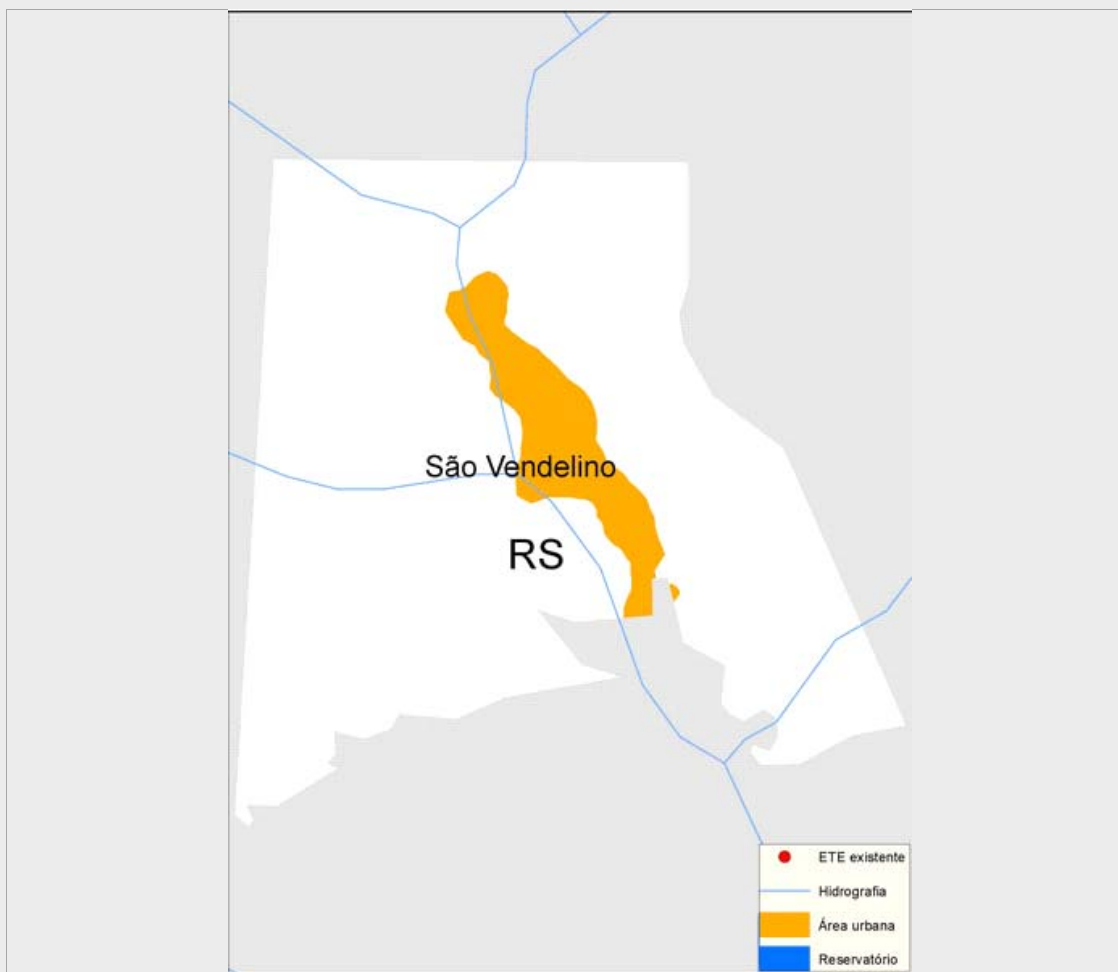 São Vendelino
RS
ETE existente
Hidrografia
Área urbana
Reservatório